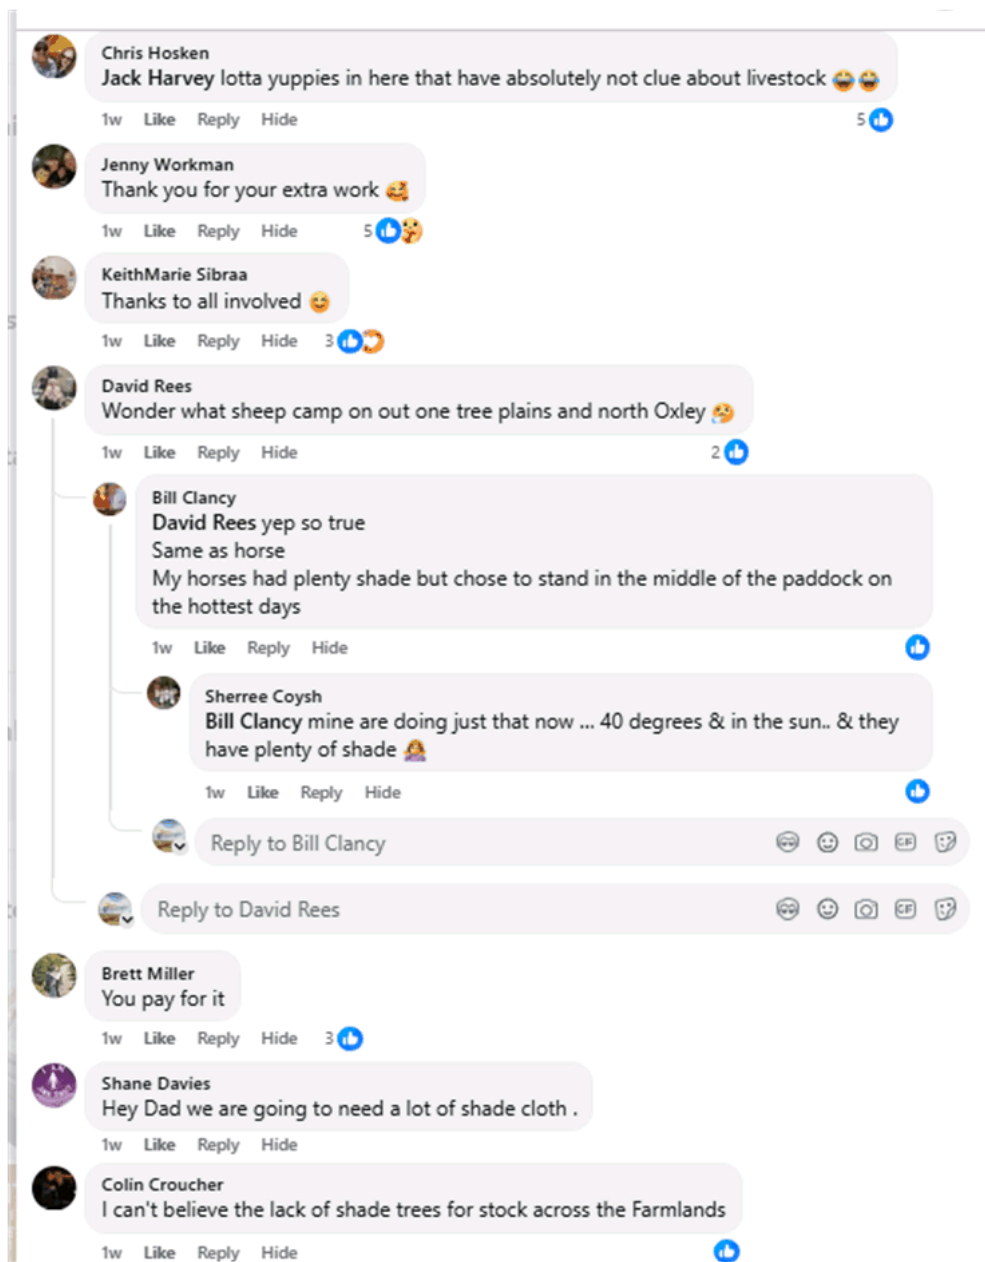 Chris Hosken
Jack Harvey lotta yuppies in here that have absolutely not clue about livestock 😂😂
1w Like Reply Hide 5
Jenny Workman
Thank you for your extra work 🥰
1w Like Reply Hide 5
KeithMarie Sibraa
Thanks to all involved 😊
1w Like Reply Hide 3
David Rees
Wonder what sheep camp on out one tree plains and north Oxley 🤔
1w Like Reply Hide 2
Bill Clancy
David Rees yep so true
Same as horse
My horses had plenty shade but chose to stand in the middle of the paddock on
the hottest days
1w Like Reply Hide
Sherree Coysh
Bill Clancy mine are doing just that now ... 40 degrees & in the sun.. & they
have plenty of shade 🤦‍♀️
1w Like Reply Hide
Reply to Bill Clancy
GIF
Reply to David Rees
GIF
Brett Miller
You pay for it
1w Like Reply Hide 3
Shane Davies
Hey Dad we are going to need a lot of shade cloth .
1w Like Reply Hide
Colin Croucher
I can't believe the lack of shade trees for stock across the Farmlands
1w Like Reply Hide